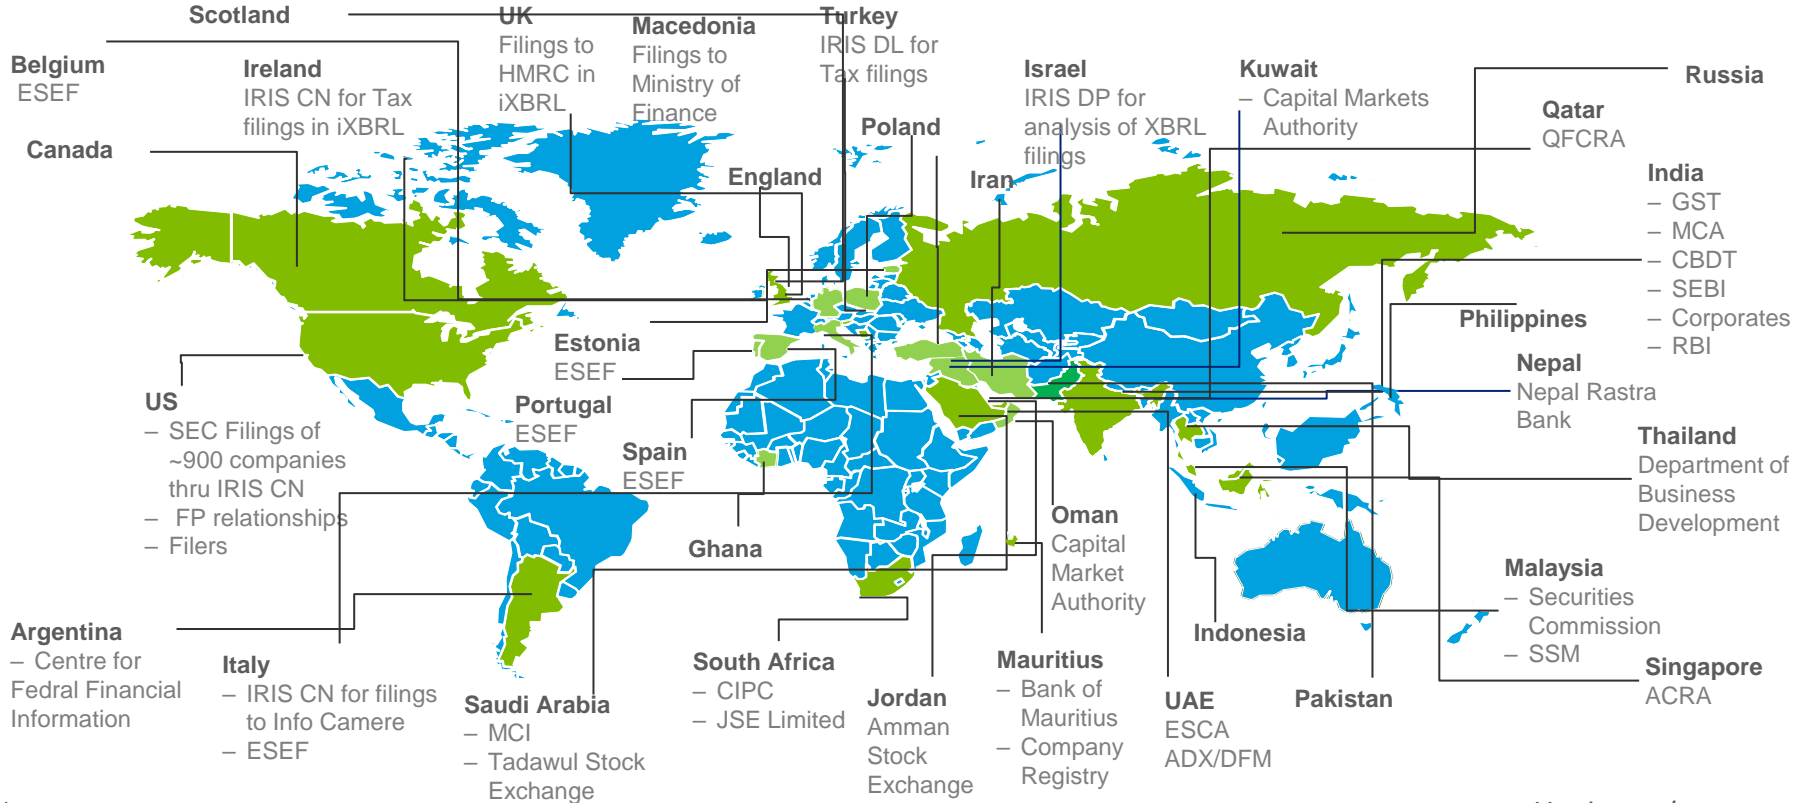 Scotland
UK
Filings to
HMRC in
iXBRL
Macedonia
Filings to
Ministry of
Finance
Turkey
IRIS DL for
Tax filings
Belgium
ESEF
Ireland
IRIS CN for Tax
filings in iXBRL
Israel
IRIS DP for
analysis of XBRL
filings
Kuwait
– Capital Markets
Authority
Russia
Qatar
QFCRA
Canada
Poland
England
Iran
India
– GST
– MCA
– CBDT
– SEBI
– Corporates
– RBI
Philippines
Estonia
ESEF
Nepal
Nepal Rastra
Bank
US
– SEC Filings of
~900 companies
thru IRIS CN
– FP relationships
– Filers
Portugal
ESEF
Spain
ESEF
Thailand
Department of
Business
Development
Ghana
Oman
Capital
Market
Authority
Malaysia
– Securities
Commission
– SSM
Argentina
– Centre for
Fedral Financial
Information
Italy
– IRIS CN for filings
to Info Camere
– ESEF
Saudi Arabia
– MCI
– Tadawul Stock
Exchange
South Africa
– CIPC
– JSE Limited
Jordan
Amman
Stock
Exchange
Mauritius
– Bank of
Mauritius
– Company
Registry
Indonesia
UAE
ESCA
ADX/DFM
Pakistan
Singapore
ACRA